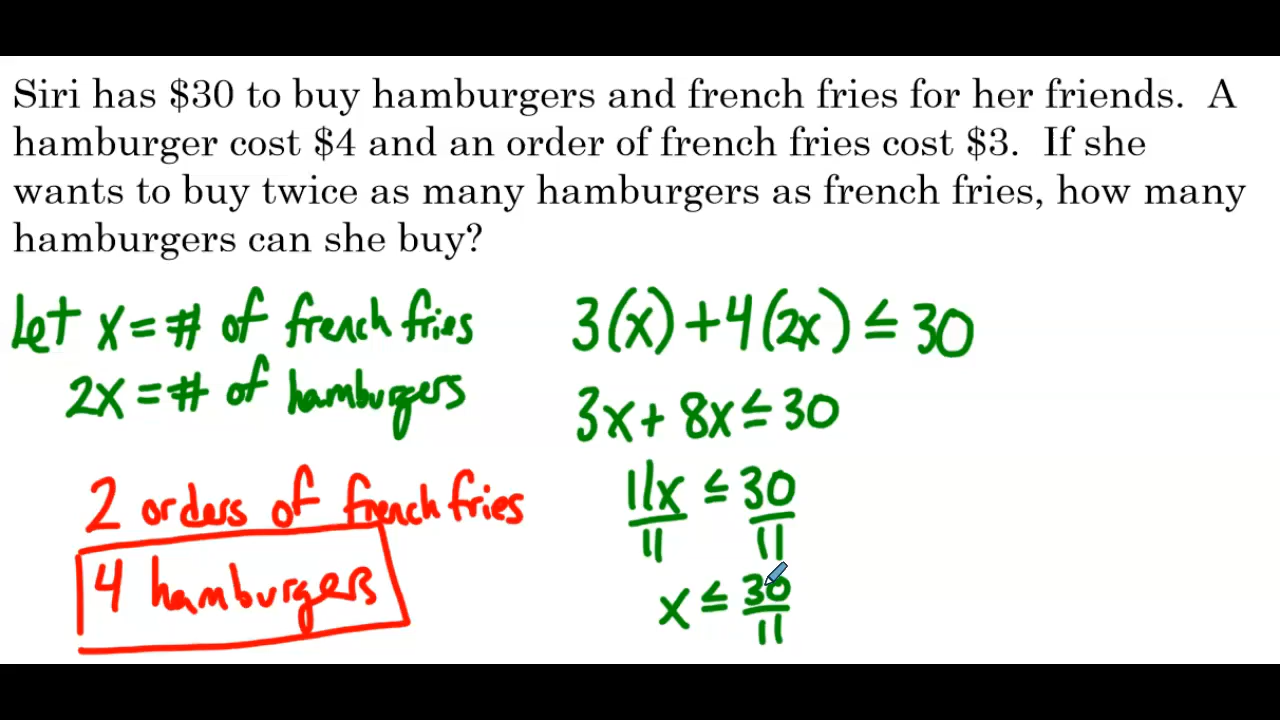 Siri has $30 to buy hamburgers and french fries for her friends. A
hamburger cost $4 and an order of french fries cost $3. If she
wants to buy twice as many hamburgers as french fries, how many
hamburgers can she buy?
Let x = # of french fries
2x = # of hamburgers
2 orders of french fries
4 hamburgers
3(x) + 4(2x) ≤ 30
3x + 8x ≤ 30
11x ≤ 30
11 11
x ≤ 30
11